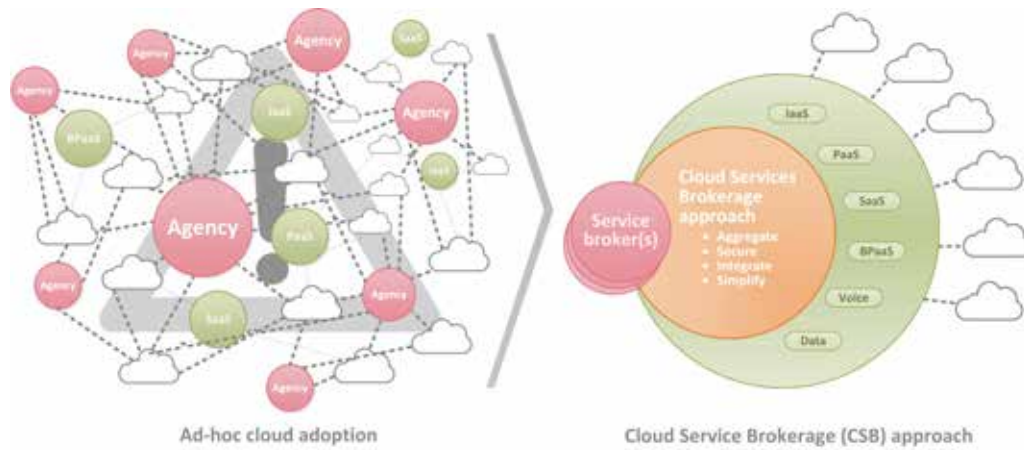 Agency
SaaS
Agency
Agency
IaaS
Agency
BPaaS
IaaS
Agency
PaaS
Agency
Agency
SaaS
Agency
Ad-hoc cloud adoption
IaaS
PaaS
Cloud Services
Brokerage
approach
• Aggregate
• Secure
• Integrate
• Simplify
Service
broker(s)
SaaS
BPaaS
Voice
Data
Cloud Service Brokerage (CSB) approach